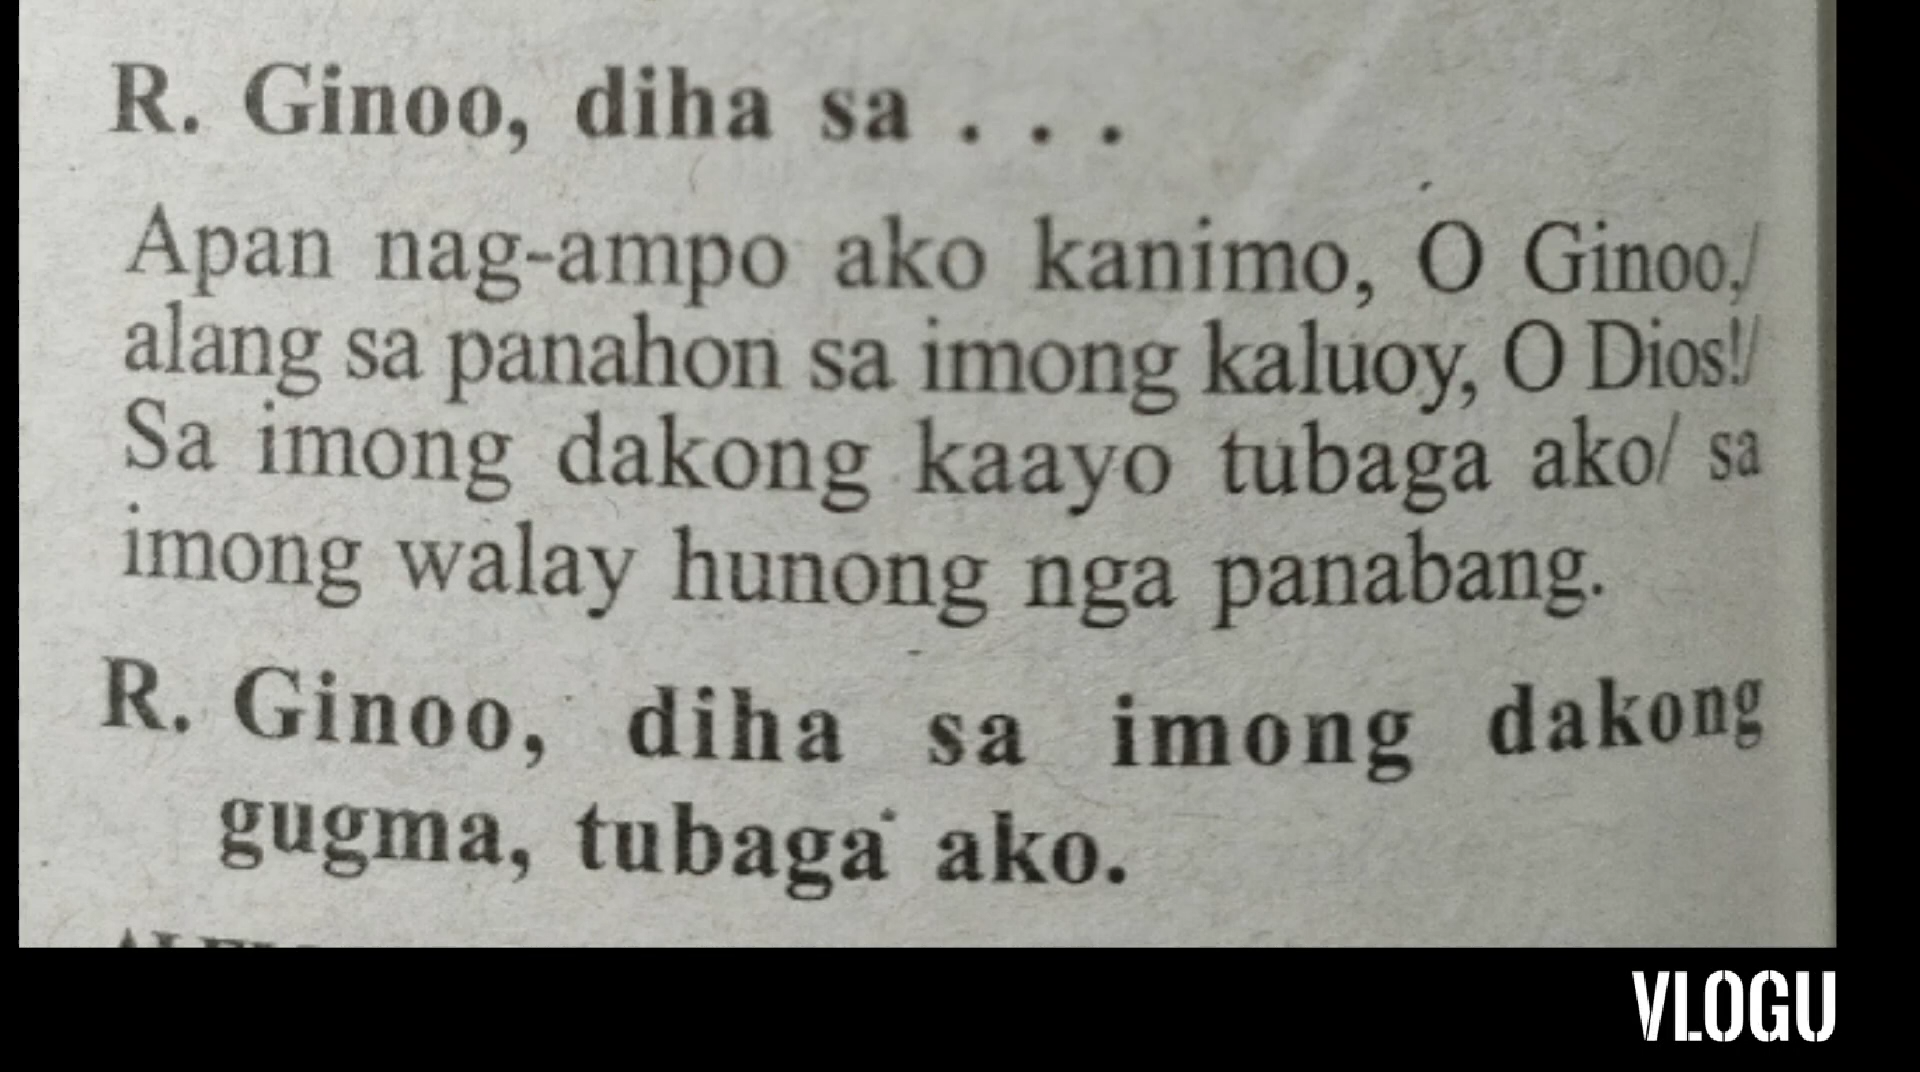 R. Ginoo, diha sa . . .
Apan nag-ampo ako kanimo, O Ginoo,/
alang sa panahon sa imong kaluoy, O Dios!/
Sa imong dakong kaayo tubaga ako/ sa
imong walay hunong nga panabang.
R. Ginoo, diha sa imong dakong
gugma, tubaga ako.
VLOGU